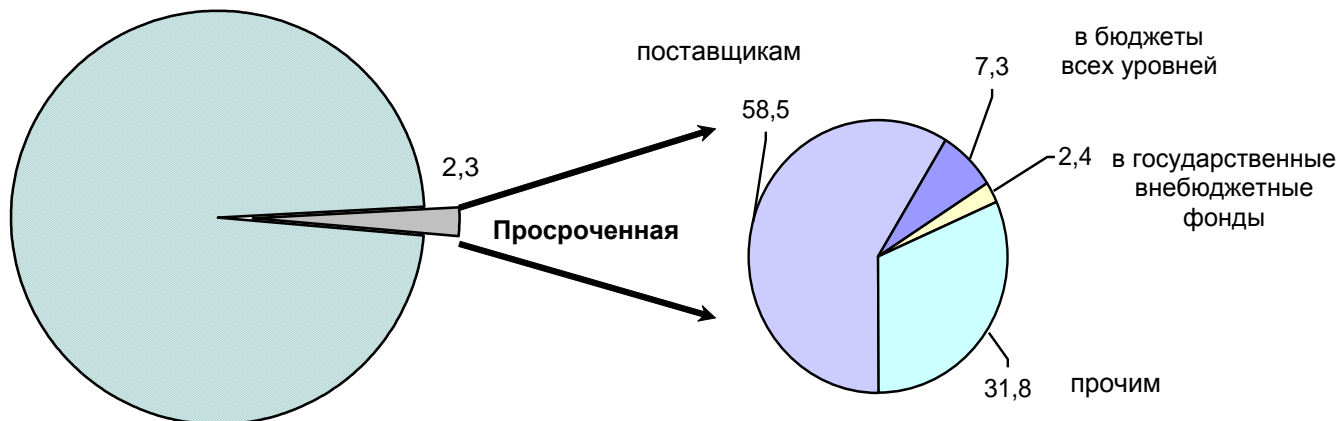 поставщикам
в бюджеты
всех уровней
7,3
58,5
2,3
2,4
в государственные
внебюджетные
фонды
Просроченная
31,8
прочим